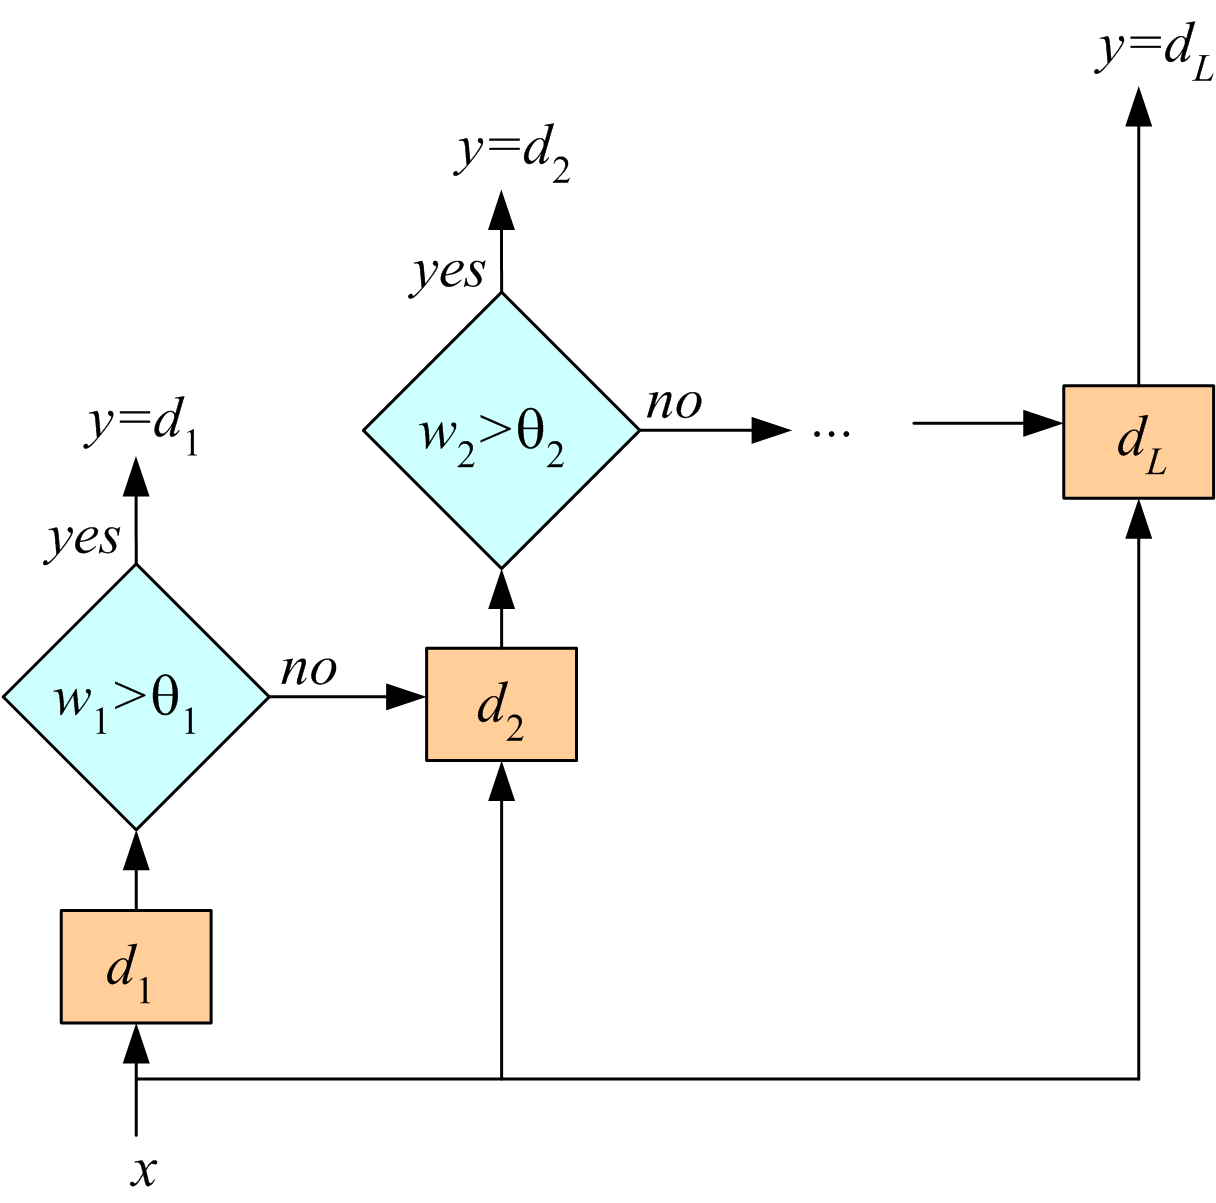 y=d_L
y=d_2
yes
w_2>θ_2
no
...
d_L
y=d_1
yes
w_1>θ_1
no
d_2
d_1
x